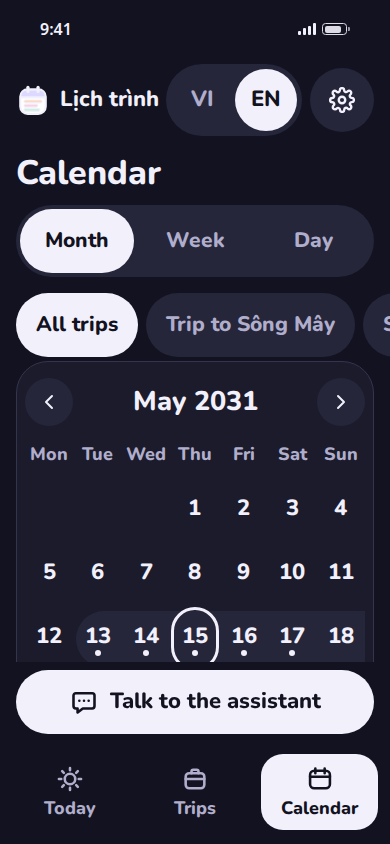 9:41
Lịch trình
VI
EN
Calendar
Month
Week
Day
All trips
Trip to Sông Mây
May 2031
Mon Tue Wed Thu Fri Sat Sun
1 2 3 4
5 6 7 8 9 10 11
12 13 14 15 16 17 18
Talk to the assistant
Today
Trips
Calendar